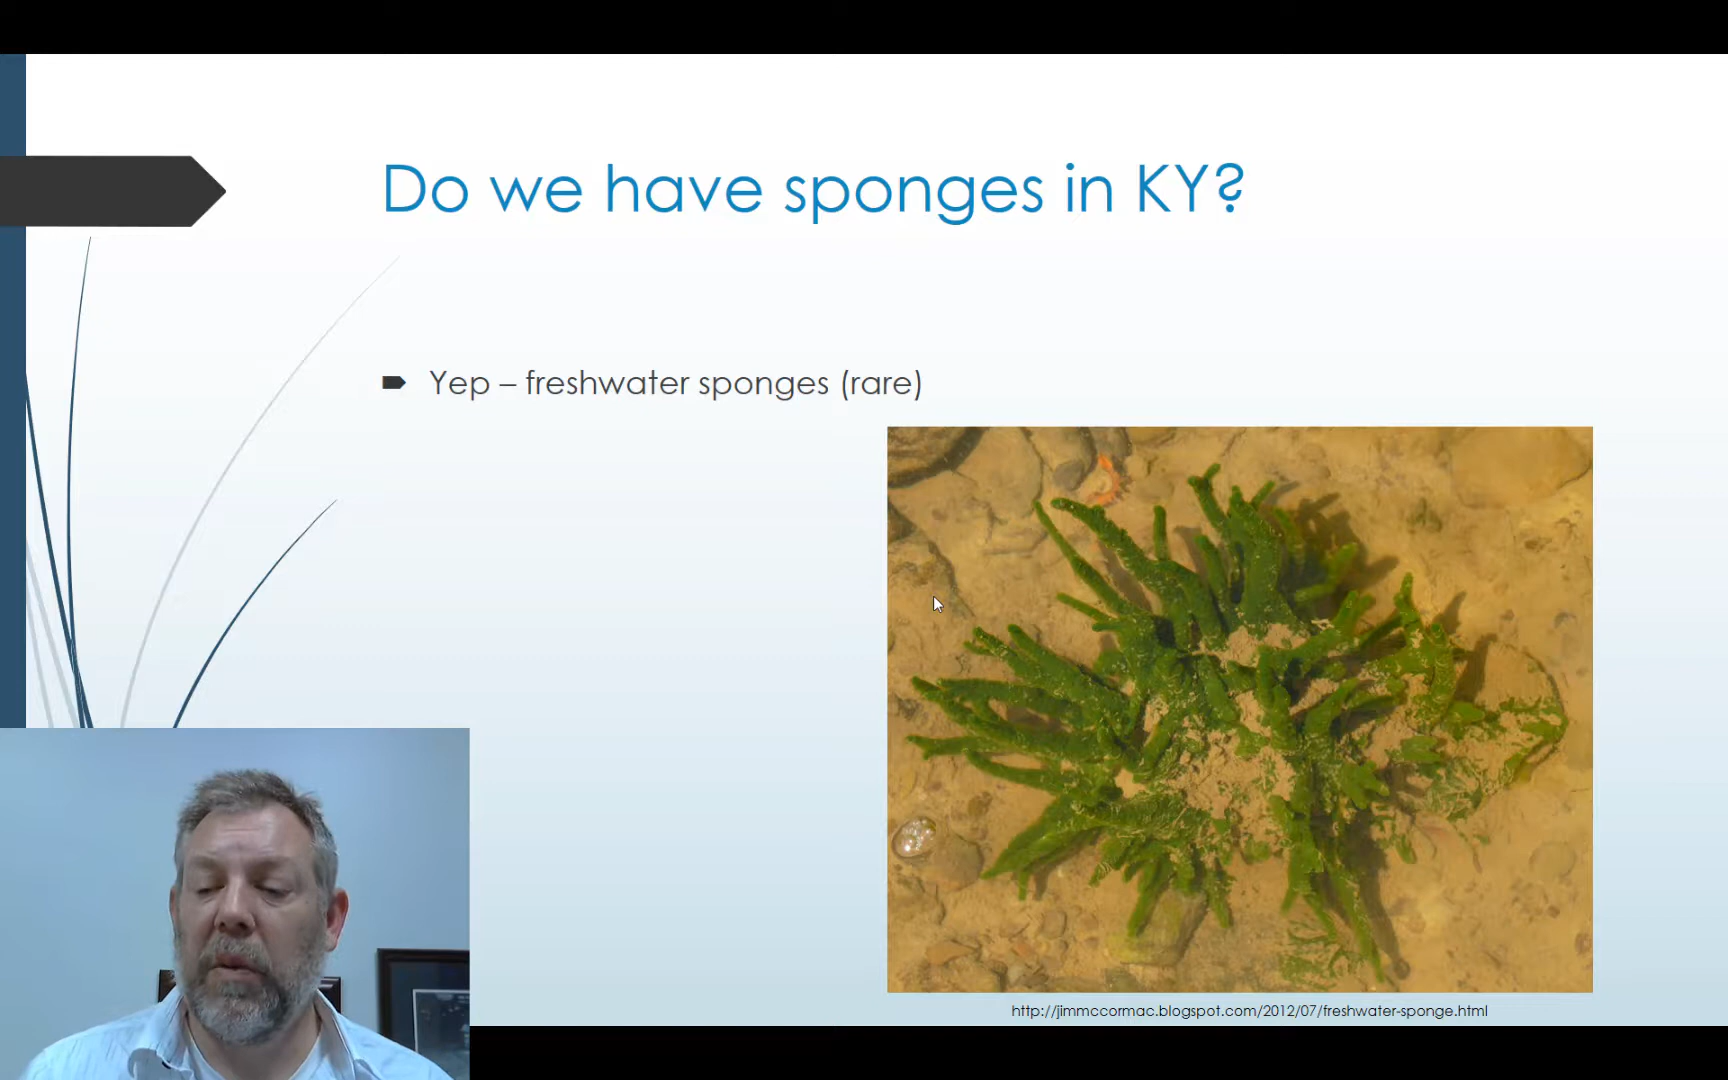 Do we have sponges in KY?
Yep – freshwater sponges (rare)
http://jimmccormac.blogspot.com/2012/07/freshwater-sponge.html